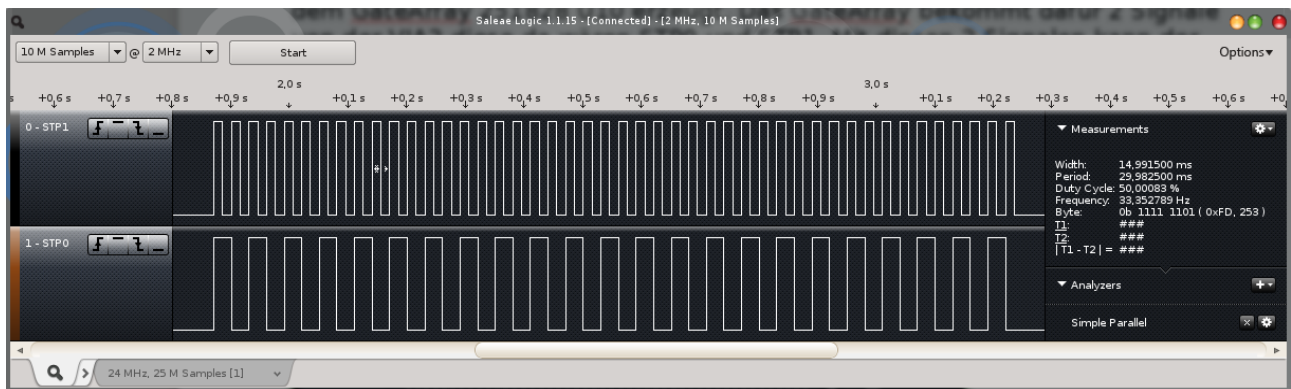 Saleae Logic 1.1.15 - [Connected] - [2 MHz, 10 M Samples]
10 M Samples @ 2 MHz Start Options
2,0 s 3,0 s
s +0,6 s +0,7 s +0,8 s +0,9 s +0,1 s +0,2 s +0,3 s +0,4 s +0,5 s +0,6 s +0,7 s +0,8 s +0,9 s +0,1 s +0,2 s +0,3 s +0,4 s +0,5 s +0,6 s +0,
0 - STP1
1 - STP0
Measurements
Width: 14,991500 ms
Period: 29,982500 ms
Duty Cycle: 50,00083 %
Frequency: 33,352789 Hz
Byte: 0b 1111 1101 ( 0xFD, 253 )
T1: ###
T2: ###
| T1 - T2 | = ###
Analyzers
Simple Parallel
24 MHz, 25 M Samples [1]